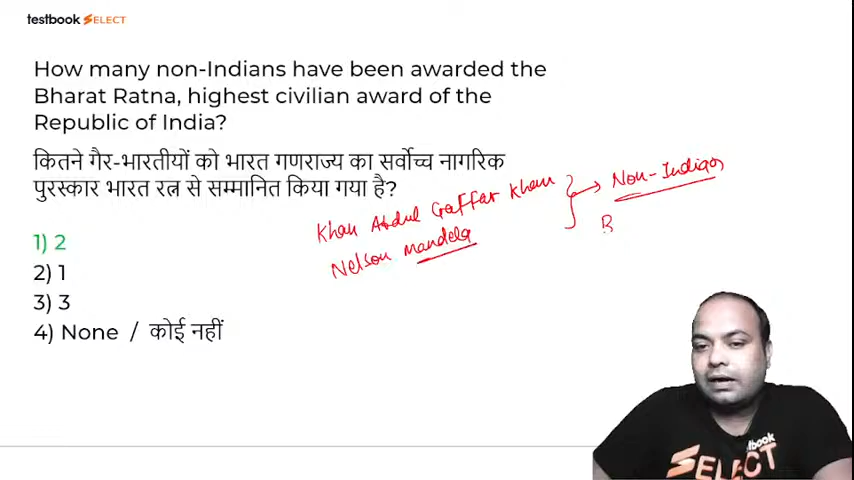 testbook SELECT
How many non-Indians have been awarded the
Bharat Ratna, highest civilian award of the
Republic of India?
कितने गैर-भारतीयों को भारत गणराज्य का सर्वोच्च नागरिक
पुरस्कार भारत रत्न से सम्मानित किया गया है?
Khan Abdul Gaffar Khan
Nelson Mandela
Non-Indian
B
1) 2
2) 1
3) 3
4) None / कोई नहीं
book
SELECT